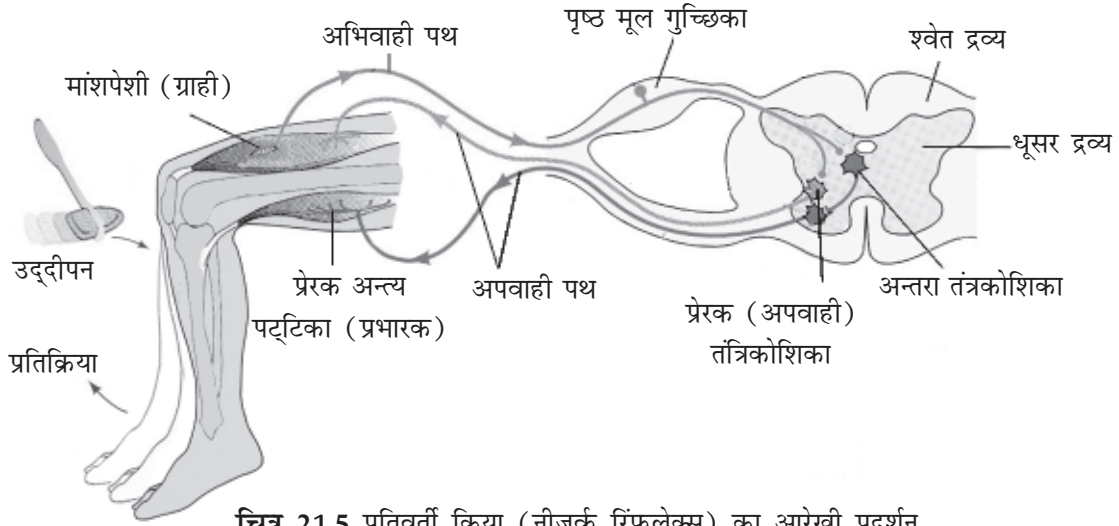 पृष्ठ मूल गुच्छिका
अभिवाही पथ
श्वेत द्रव्य
मांशपेशी (ग्राही)
धूसर द्रव्य
उद्दीपन
प्रेरक अन्त्य
पट्टिका (प्रभारक)
अपवाही पथ
अन्तरा तंत्रकोशिका
प्रेरक (अपवाही)
तंत्रिकोशिका
प्रतिक्रिया
चित्र 21.5 प्रतिवर्ती क्रिया (नीजर्क रिंफलेक्स) का आरेखी प्रदर्शन